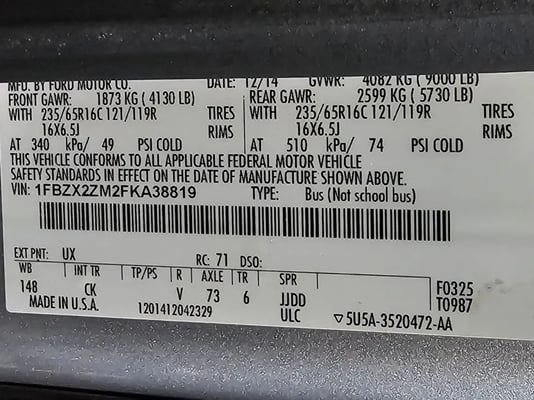 MFD. BY FORD MOTOR CO. DATE: 12/14 GVWR: 4082 KG ( 9000 LB)
FRONT GAWR: 1873 KG ( 4130 LB) REAR GAWR: 2599 KG ( 5730 LB)
WITH 235/65R16C 121/119R TIRES WITH 235/65R16C 121/119R TIRES
16X6.5J RIMS 16X6.5J RIMS
AT 340 kPa/ 49 PSI COLD AT 510 kPa/ 74 PSI COLD
THIS VEHICLE CONFORMS TO ALL APPLICABLE FEDERAL MOTOR VEHICLE
SAFETY STANDARDS IN EFFECT ON THE DATE OF MANUFACTURE SHOWN ABOVE.
VIN: 1FBZX2ZM2FKA38819 TYPE: Bus (Not school bus)
EXT PNT: UX RC: 71 DSO:
WB INT TR TP/PS R AXLE TR SPR F0325
148 CK V 73 6 JJDD T0987
MADE IN U.S.A. 1201412042329 ULC ▽5U5A-3520472-AA